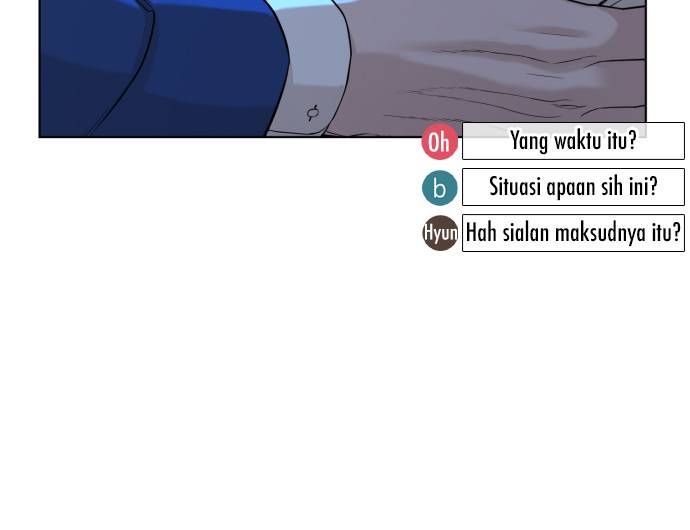 Oh Yang waktu itu?
b Situasi apaan sih ini?
Hyun Hah sialan maksudnya itu?